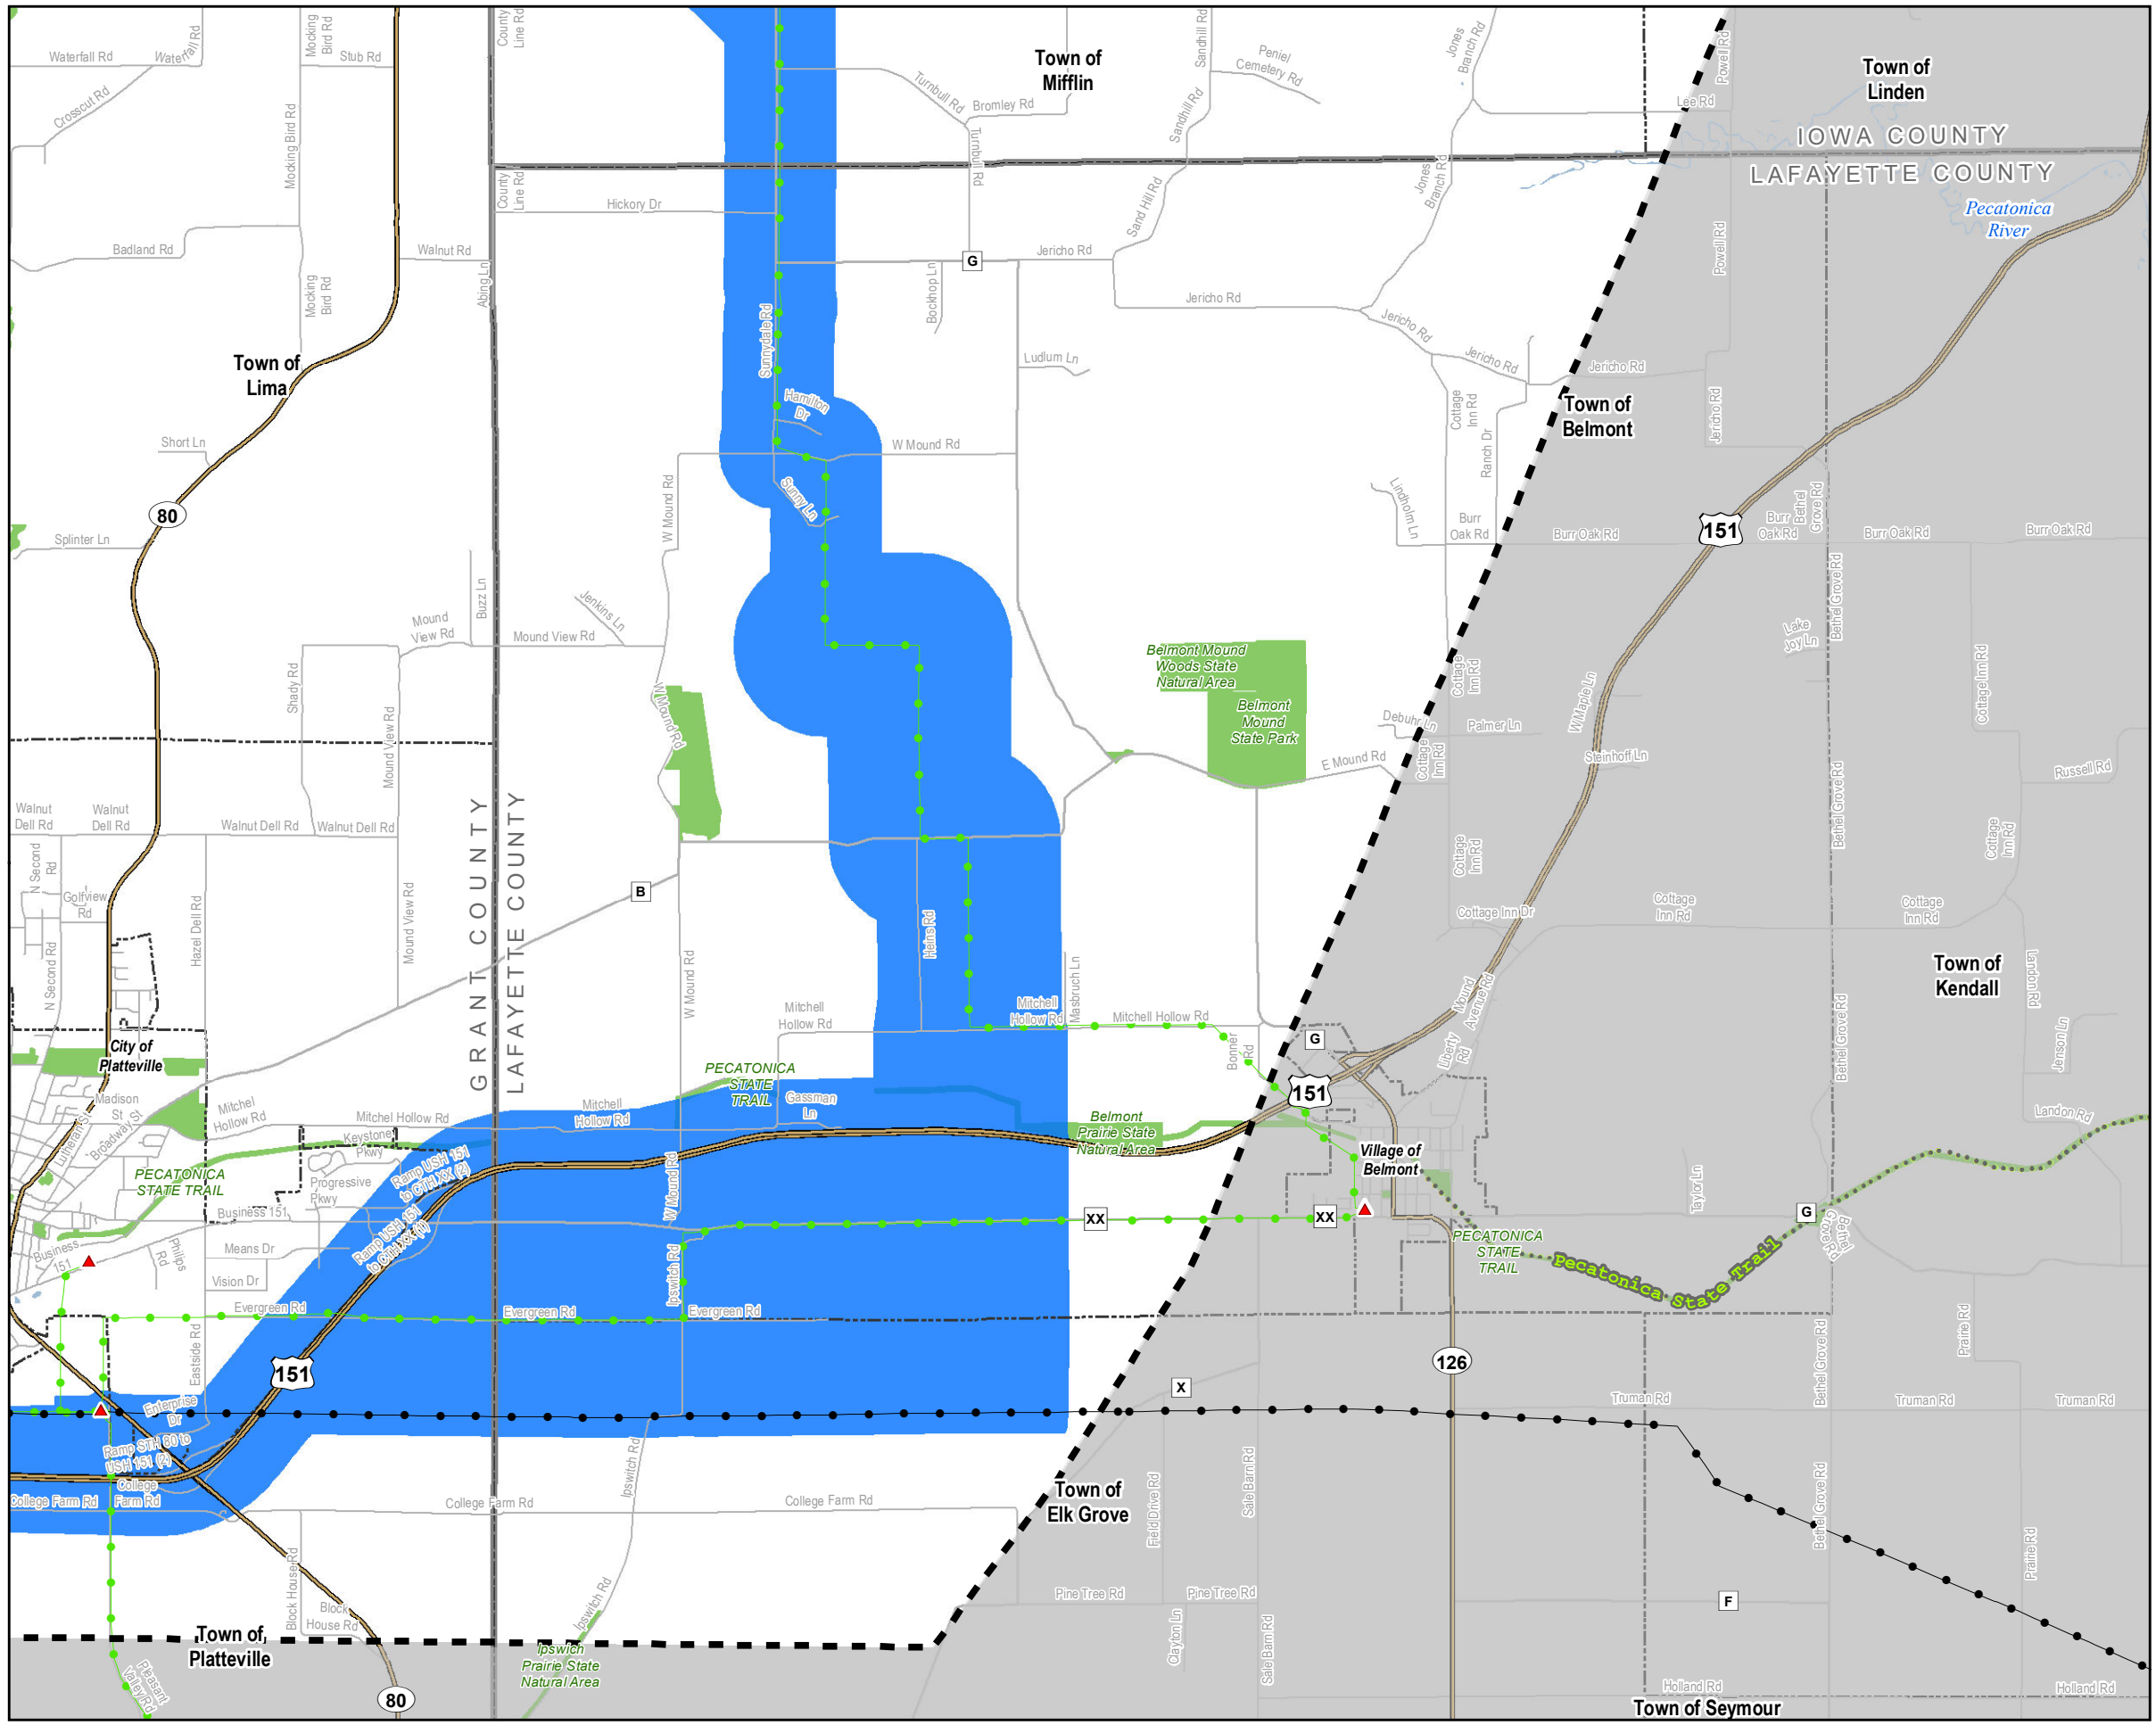 Waterfall Rd
Waterfall Rd
Crosscut Rd
Mocking
Bird Rd
Stub Rd
County
Line Rd
Town of
Mifflin
Turnbull Rd
Bromley Rd
Turnbull Rd
Sandhill Rd
Peniel
Cemetery Rd
Sandhill Rd
Jones
Branch Rd
Powell Rd
Lee Rd
Town of
Linden
IOWA COUNTY
LAFAYETTE COUNTY
Pecatonica
River
Mocking Bird Rd
County
Line Rd
Hickory Dr
Sand Hill Rd
Jones
Branch Rd
Badland Rd
Walnut Rd
Mocking
Bird Rd
Abing Ln
G
Jericho Rd
Powell Rd
Bockhop Ln
Jericho Rd
Jericho Rd
Jericho Rd
Jericho Rd
Sunnydale Rd
Ludlum Ln
Town of
Lima
Hamilton
Dr
Cottage
Inn Rd
Town of
Belmont
Jericho Rd
Short Ln
W Mound Rd
Ranch Dr
80
Sunny Ln
W Mound Rd
Lindholm Ln
Burr
Oak Rd
Burr Oak Rd
151
Burr
Oak Rd
Bethel
Grove Rd
Burr Oak Rd
Burr Oak Rd
Splinter Ln
Buzz Ln
Jenkins Ln
Mound
View Rd
Mound View Rd
Bethel Grove Rd
Lake
Joy Ln
Shady Rd
Mound View Rd
W Mound Rd
Belmont Mound
Woods State
Natural Area
Belmont
Mound
State Park
Cottage
Inn Rd
W Maple Ln
Cottage Inn Rd
Debuhr Ln
Palmer Ln
Cottage
Inn Rd
E Mound Rd
Steinhoff Ln
Russell Rd
Bethel Grove Rd
Walnut
Dell Rd
Walnut
Dell Rd
Walnut Dell Rd
Walnut Dell Rd
GRANT COUNTY
LAFAYETTE COUNTY
N Second
Rd
Golfview
Rd
Hazel Dell Rd
Mound View Rd
B
Heins Rd
Cottage
Inn Rd
Cottage
Inn Rd
Cottage Inn Dr
Cottage
Inn Rd
Cottage
Inn Rd
N Second Rd
W Mound Rd
Masbruch Ln
Mound
Avenue Rd
Town of
Kendall
Landon Rd
City of
Platteville
Mitchell
Hollow Rd
Mitchell
Hollow Rd
Mitchell Hollow Rd
Bonner
Rd
G
Liberty
Rd
Bethel Grove Rd
Jenson Ln
Madison
St
Mitchel
Hollow Rd
Mitchel Hollow Rd
PECATONICA
STATE
TRAIL
Mitchell
Hollow Rd
Gassman
Ln
151
Belmont
Prairie State
Natural Area
Landon Rd
Lutheran St
Broadway St
Keystone
Pkwy
Ramp USH 151
to CTH XX (2)
PECATONICA
STATE TRAIL
Progressive
Pkwy
Village of
Belmont
W Mound Rd
Taylor Ln
Business 151
Ramp USH 151
to CTH XX (4)
XX
XX
G
Bethel
Grove Rd
Business
151
Philips
Rd
Means Dr
Vision Dr
Ipswich Rd
PECATONICA
STATE
TRAIL
Pecatonica State Trail
Evergreen Rd
Evergreen Rd
Evergreen Rd
Eastside Rd
151
126
Bethel Grove Rd
Prairie Rd
X
Truman Rd
Truman Rd
Truman Rd
Enterprise
Dr
Ramp STH 80 to
USH 151 (2)
College
Farm Rd
College Farm Rd
College Farm Rd
College Farm Rd
Ipswich Rd
Town of
Elk Grove
Field Drive Rd
Sale Barn Rd
Bethel Grove Rd
Prairie Rd
Block House Rd
Block
House Rd
Ipswich Rd
Pine Tree Rd
Pine Tree Rd
F
Clayton Ln
Sale Barn Rd
Town of
Platteville
Pleasant
Valley Rd
Ipswich
Prairie State
Natural Area
80
Holland Rd
Holland Rd
Town of Seymour